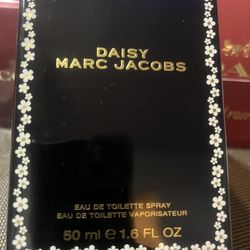 DAISY
MARC JACOBS
EAU DE TOILETTE SPRAY
EAU DE TOILETTE VAPORISATEUR
50 ml ℮ 1.6 FL OZ